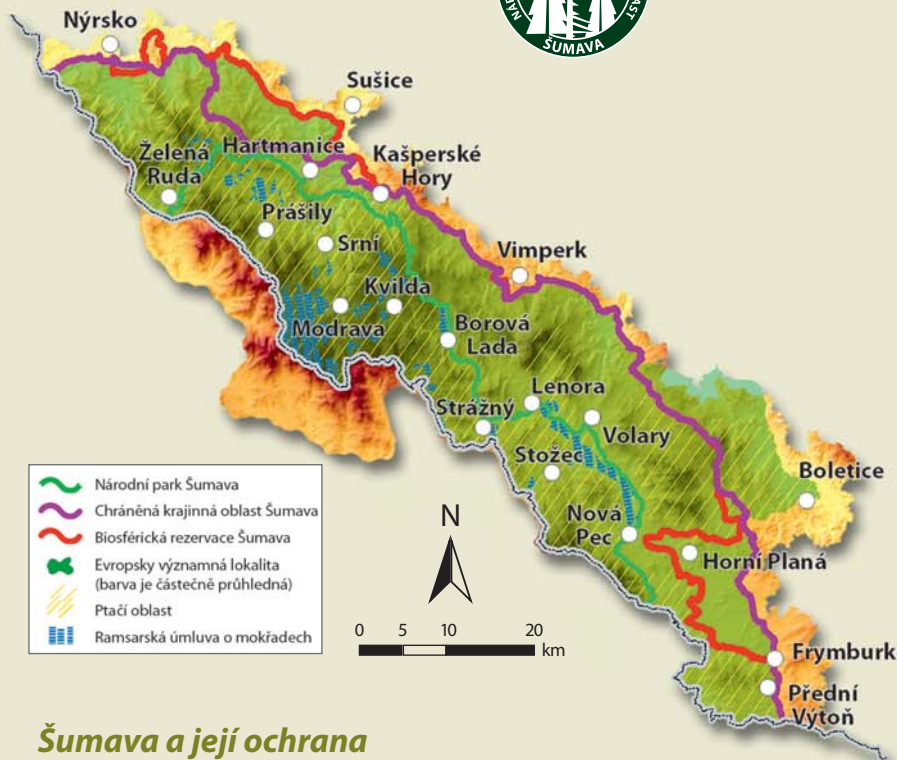 NÁR
AST
ŠUMAVA
Nýrsko
Sušice
Železná
Ruda
Hartmanice
Kašperské
Hory
Prášily
Srní
Vimperk
Kvilda
Modrava
Borová
Lada
Lenora
Strážný
Volary
Stožec
Boletice
Nová
Pec
Horní Planá
Frymburk
Přední
Výtoň
Národní park Šumava
Chráněná krajinná oblast Šumava
Biosférická rezervace Šumava
Evropsky významná lokalita
(barva je částečně průhledná)
Ptačí oblast
Ramsarská úmluva o mokřadech
N
0 5 10 20
km
Šumava a její ochrana